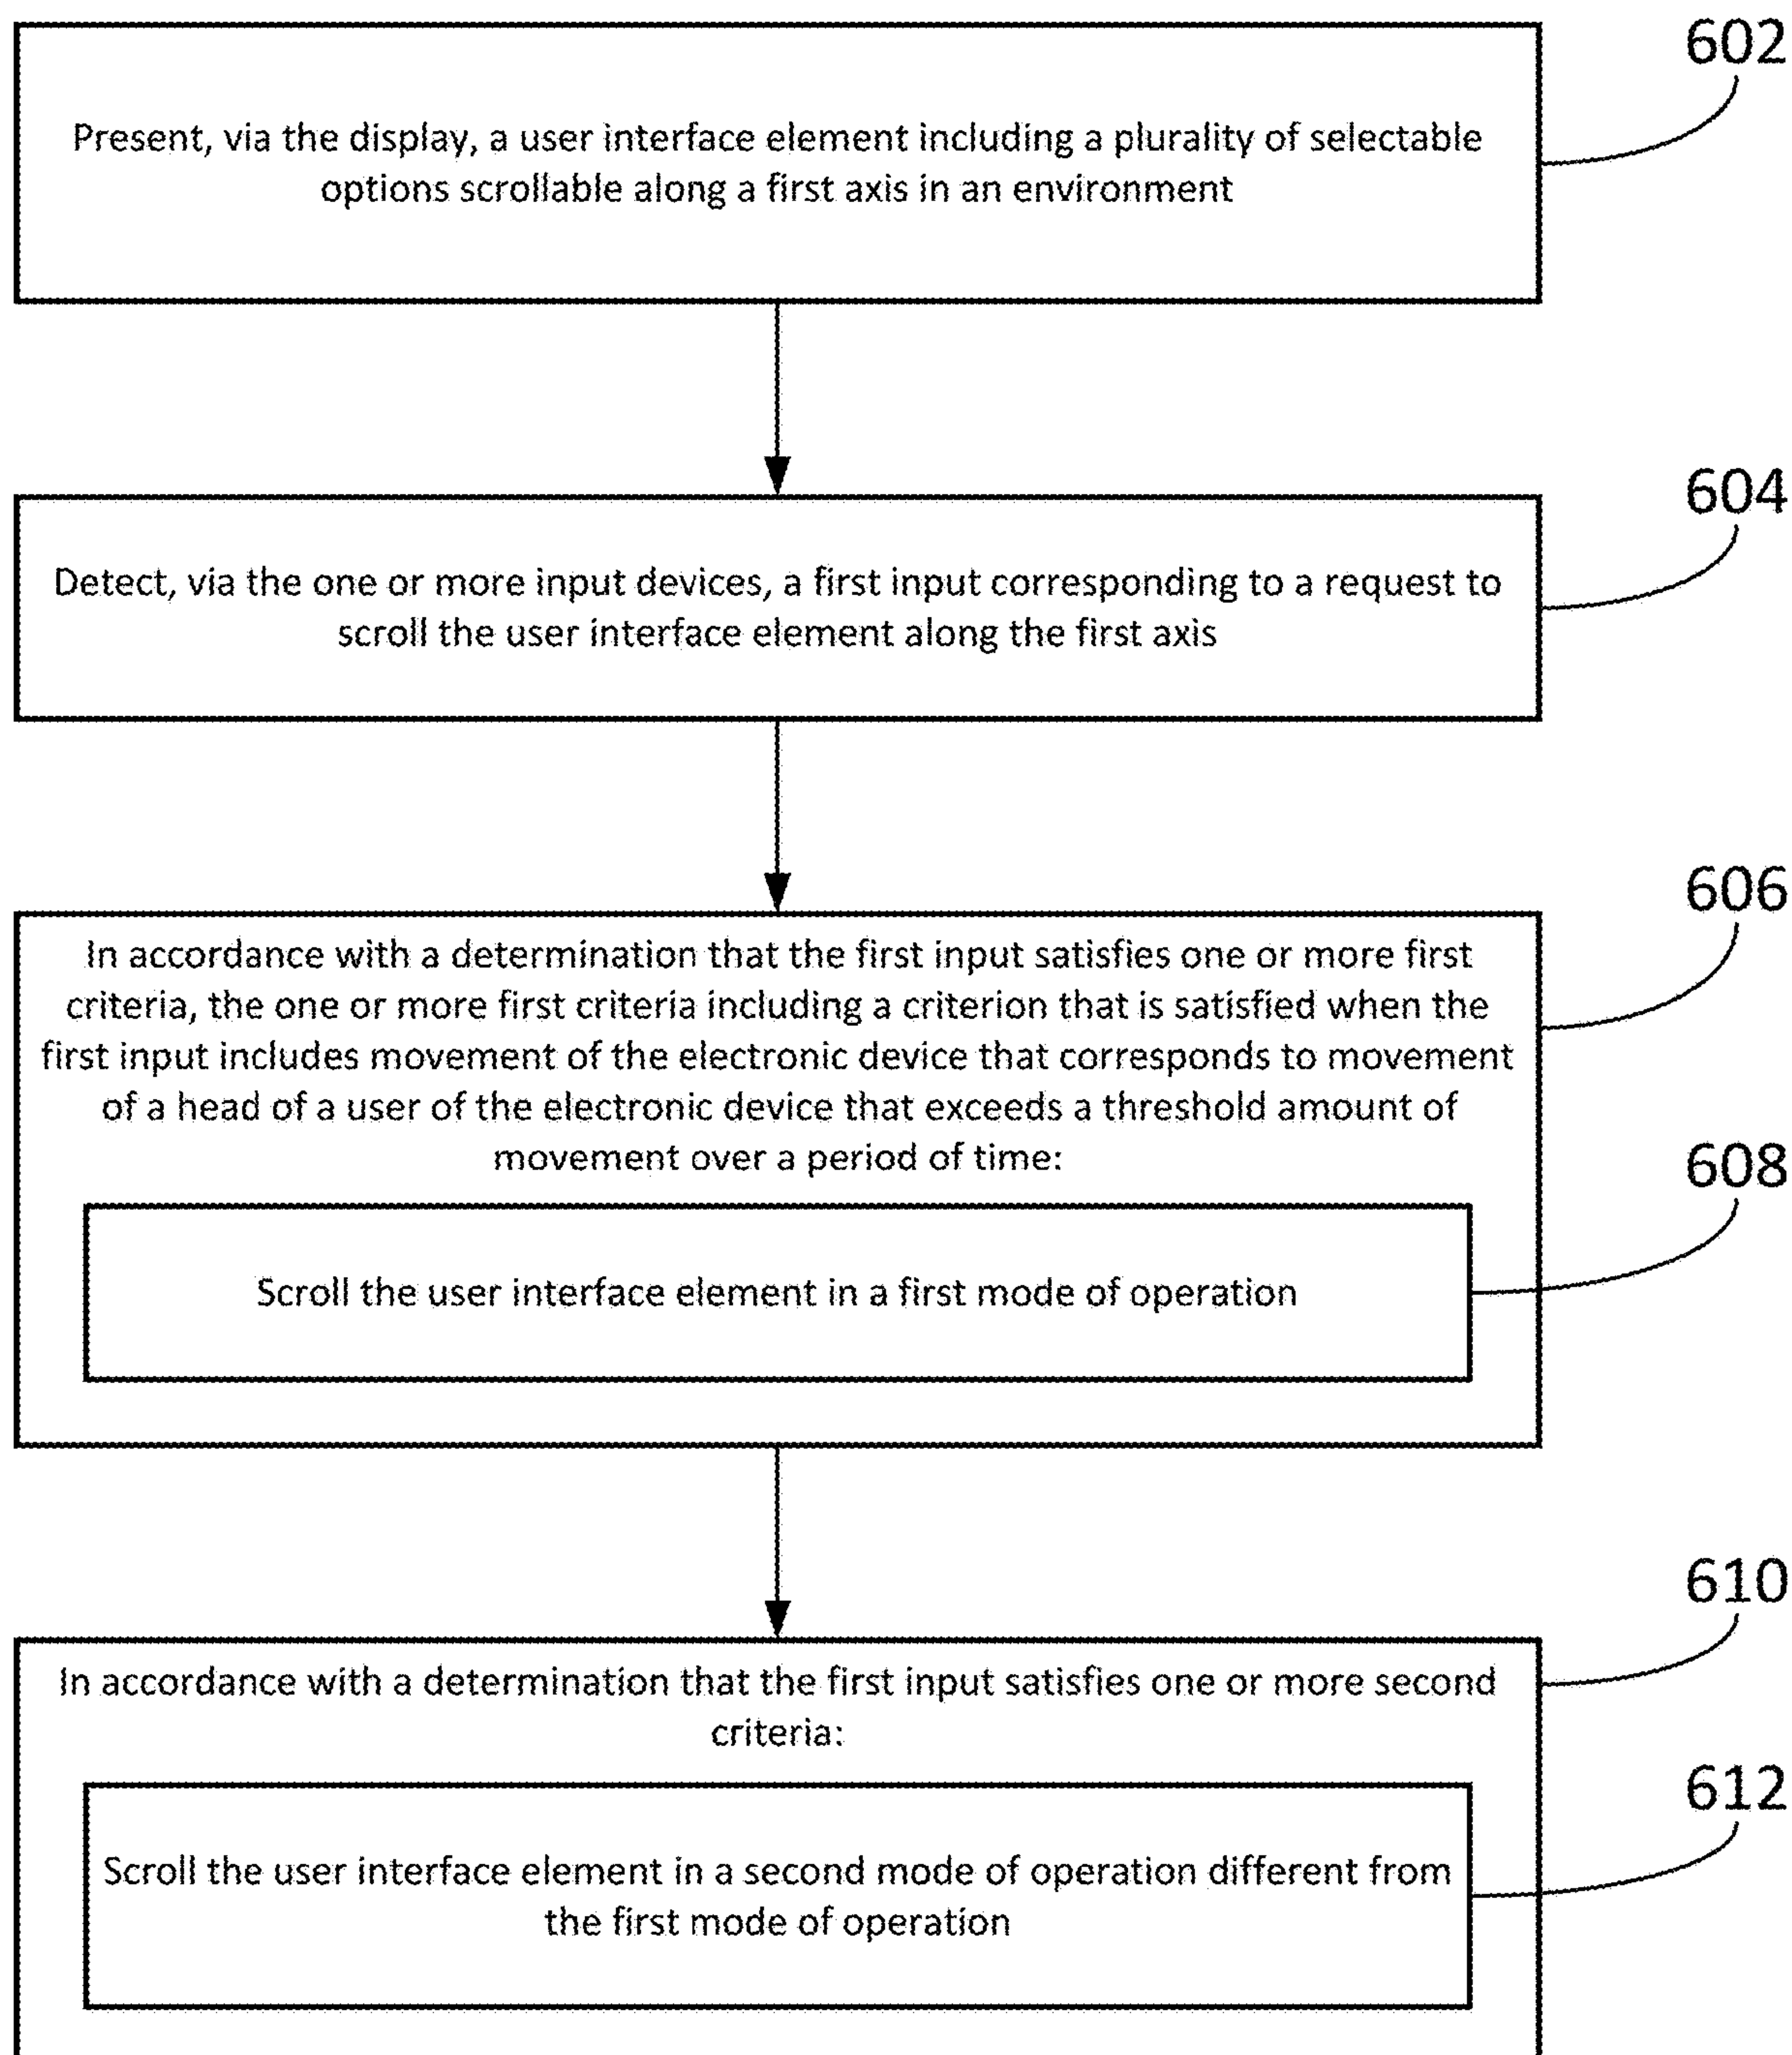 602
Present, via the display, a user interface element including a plurality of selectable
options scrollable along a first axis in an environment
604
Detect, via the one or more input devices, a first input corresponding to a request to
scroll the user interface element along the first axis
606
In accordance with a determination that the first input satisfies one or more first
criteria, the one or more first criteria including a criterion that is satisfied when the
first input includes movement of the electronic device that corresponds to movement
of a head of a user of the electronic device that exceeds a threshold amount of
movement over a period of time:
608
Scroll the user interface element in a first mode of operation
610
In accordance with a determination that the first input satisfies one or more second
criteria:
612
Scroll the user interface element in a second mode of operation different from
the first mode of operation